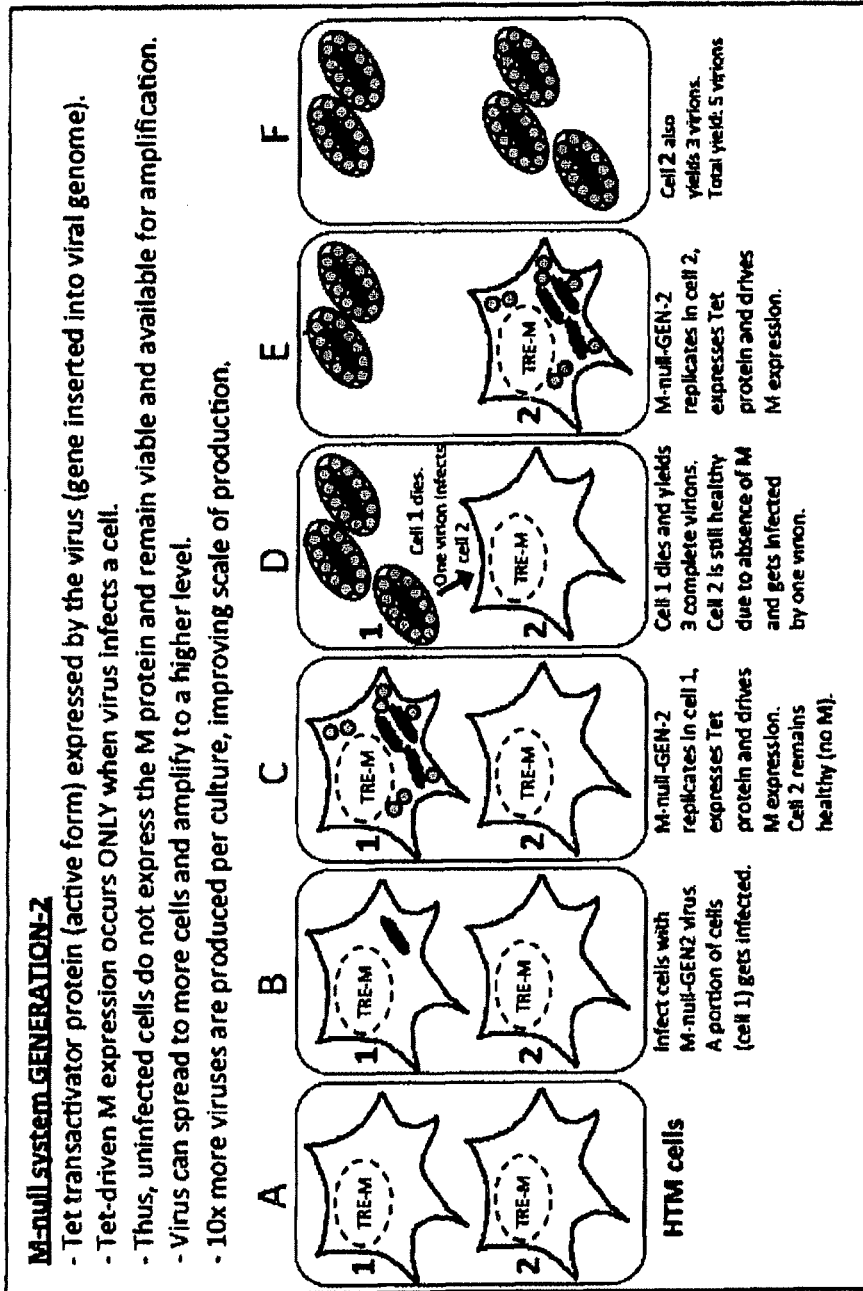 M-null system GENERATION-2
- Tet transactivator protein (active form) expressed by the virus (gene inserted into viral genome).
- Tet-driven M expression occurs ONLY when virus infects a cell.
- Thus, uninfected cells do not express the M protein and remain viable and available for amplification.
- Virus can spread to more cells and amplify to a higher level.
- 10x more viruses are produced per culture, improving scale of production.
A
1
TRE-M
2
TRE-M
HTM cells
B
1
TRE-M
2
TRE-M
Infect cells with
M-null-GEN2 virus.
A portion of cells
(cell 1) gets infected.
C
1
TRE-M
2
TRE-M
M-null-GEN-2
replicates in cell 1,
expresses Tet
protein and drives
M expression.
Cell 2 remains
healthy (no M).
D
1
Cell 1 dies.
One virion infects
cell 2
2
TRE-M
Cell 1 dies and yields
3 complete virions.
Cell 2 is still healthy
due to absence of M
and gets infected
by one virion.
E
2
TRE-M
M-null-GEN-2
replicates in cell 2,
expresses Tet
protein and drives
M expression.
F
Cell 2 also
yields 3 virions.
Total yield: 5 virions